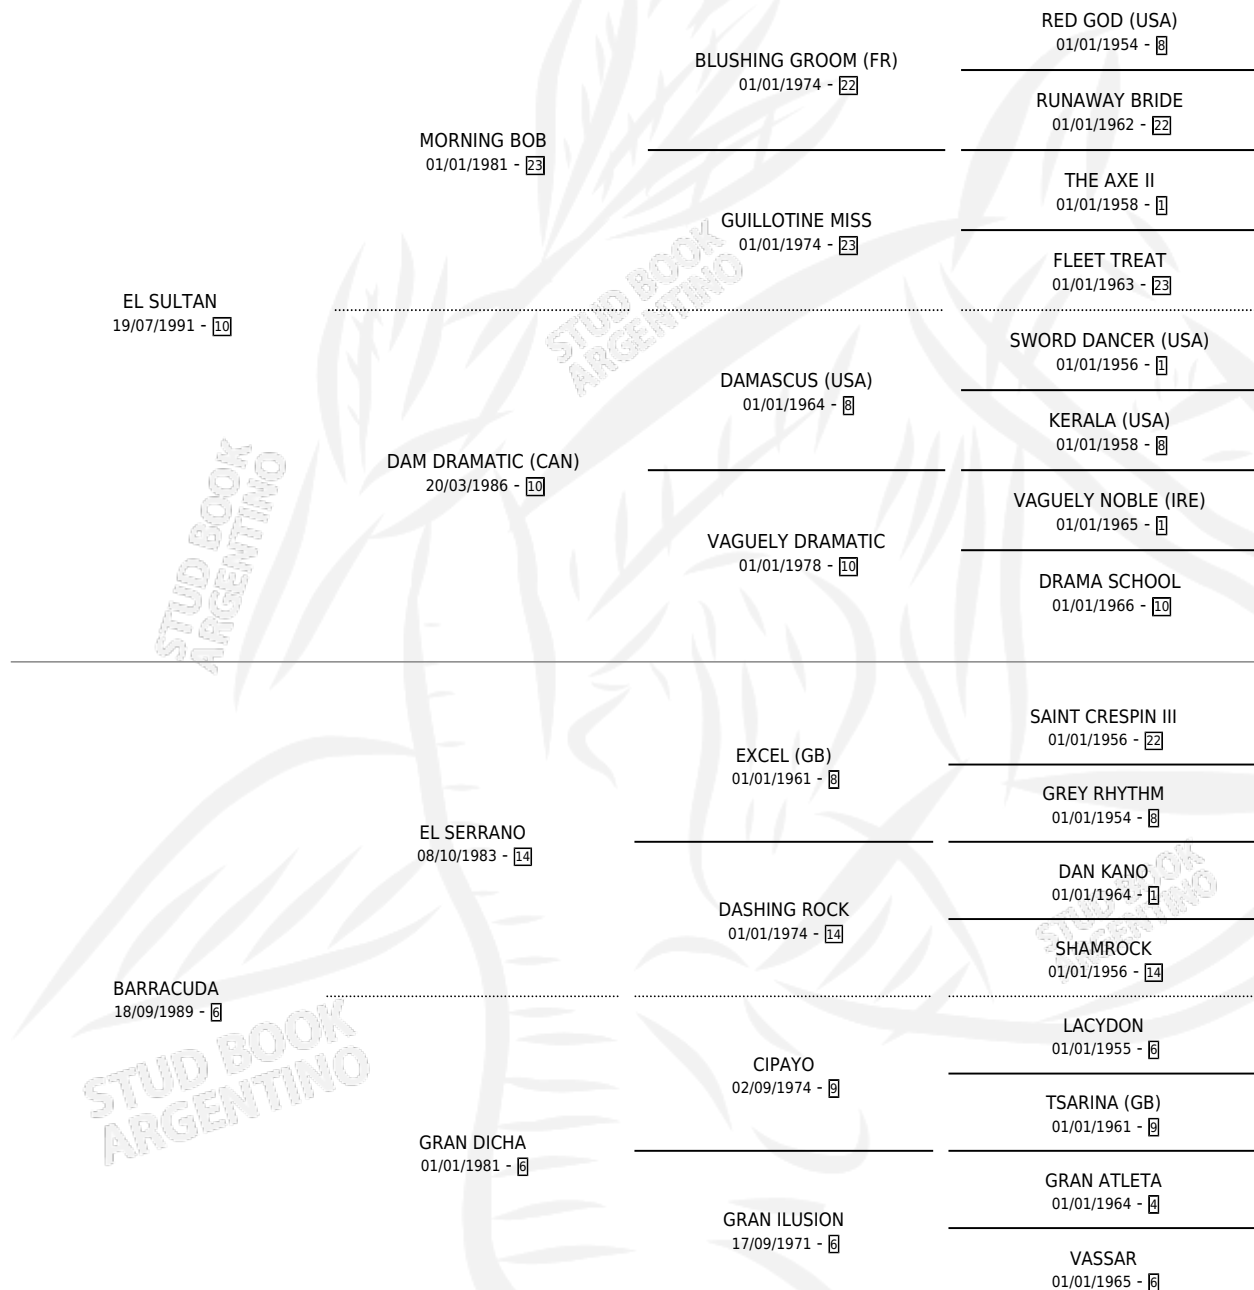 RED GOD (USA)
01/01/1954 - 8
BLUSHING GROOM (FR)
01/01/1974 - 22
RUNAWAY BRIDE
01/01/1962 - 22
MORNING BOB
01/01/1981 - 23
THE AXE II
01/01/1958 - 1
GUILLOTINE MISS
01/01/1974 - 23
FLEET TREAT
01/01/1963 - 23
EL SULTAN
19/07/1991 - 10
SWORD DANCER (USA)
01/01/1956 - 1
DAMASCUS (USA)
01/01/1964 - 8
KERALA (USA)
01/01/1958 - 8
DAM DRAMATIC (CAN)
20/03/1986 - 10
VAGUELY NOBLE (IRE)
01/01/1965 - 1
VAGUELY DRAMATIC
01/01/1978 - 10
DRAMA SCHOOL
01/01/1966 - 10
SAINT CRESPIN III
01/01/1956 - 22
EXCEL (GB)
01/01/1961 - 8
GREY RHYTHM
01/01/1954 - 8
EL SERRANO
08/10/1983 - 14
DAN KANO
01/01/1964 - 1
DASHING ROCK
01/01/1974 - 14
SHAMROCK
01/01/1956 - 14
BARRACUDA
18/09/1989 - 6
LACYDON
01/01/1955 - 6
CIPAYO
02/09/1974 - 9
TSARINA (GB)
01/01/1961 - 9
GRAN DICHA
01/01/1981 - 6
GRAN ATLETA
01/01/1964 - 4
GRAN ILUSION
17/09/1971 - 6
VASSAR
01/01/1965 - 6
STUD BOOK
ARGENTINO
STUD BOOK
ARGENTINO
STUD BOOK
ARGENTINO
STUD BOOK
ARGENTINO